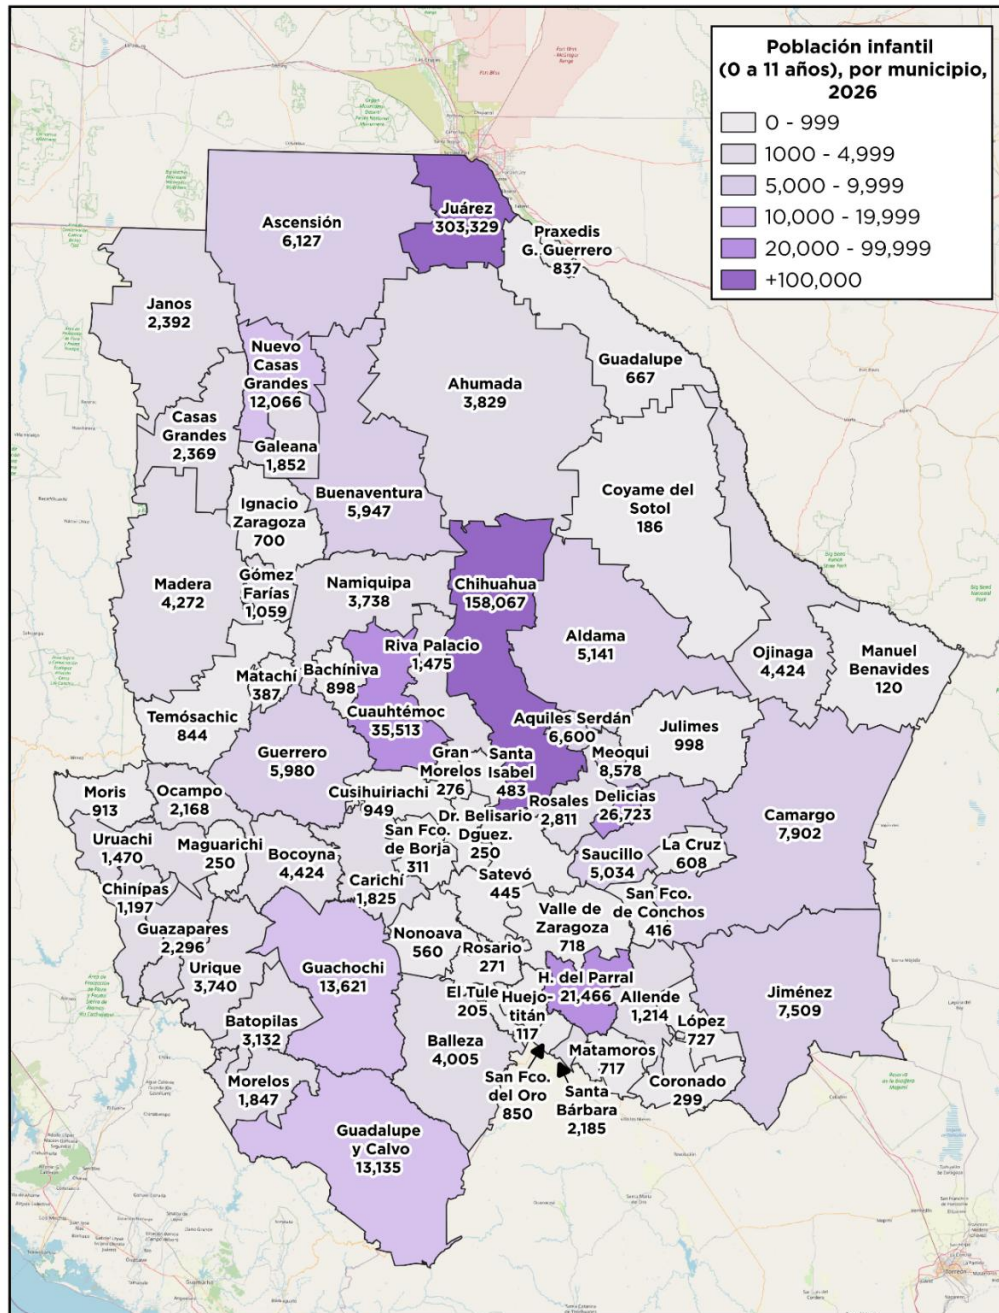 Población infantil
(0 a 11 años), por municipio,
2026
0 - 999
1000 - 4,999
5,000 - 9,999
10,000 - 19,999
20,000 - 99,999
+100,000
Juárez
303,329
Ascensión
6,127
Praxedis
G. Guerrero
837
Janos
2,392
Nuevo
Casas
Grandes
12,066
Ahumada
3,829
Guadalupe
667
Casas
Grandes
2,369
Galeana
1,852
Buenaventura
5,947
Ignacio
Zaragoza
700
Coyame del
Sotol
186
Madera
4,272
Gómez
Farías
1,059
Namiquipa
3,738
Chihuahua
158,067
Aldama
5,141
Riva Palacio
1,475
Ojinaga
4,424
Manuel
Benavides
120
Matachí
387
Bachíniva
898
Temósachic
844
Cuauhtémoc
35,513
Aquiles Serdán
6,600
Julimes
998
Guerrero
5,980
Gran
Morelos
276
Santa
Isabel
483
Meoqui
8,578
Moris
913
Ocampo
2,168
Cusihuiriachi
949
Rosales
2,811
Delicias
26,723
Camargo
7,902
Uruachi
1,470
Maguarichi
250
Bocoyna
4,424
San Fco.
de Borja
311
Dr. Belisario
Dguez.
250
Saucillo
5,034
La Cruz
608
Chinípas
1,197
Carichí
1,825
Satevó
445
San Fco.
de Conchos
416
Guazapares
2,296
Nonoava
560
Valle de
Zaragoza
718
Urique
3,740
Guachochi
13,621
Rosario
271
H. del Parral
21,466
Jiménez
7,509
El Tule
205
Huejo-
titán
117
Allende
1,214
Batopilas
3,132
Balleza
4,005
López
727
Matamoros
717
Morelos
1,847
San Fco.
del Oro
850
Santa
Bárbara
2,185
Coronado
299
Guadalupe
y Calvo
13,135